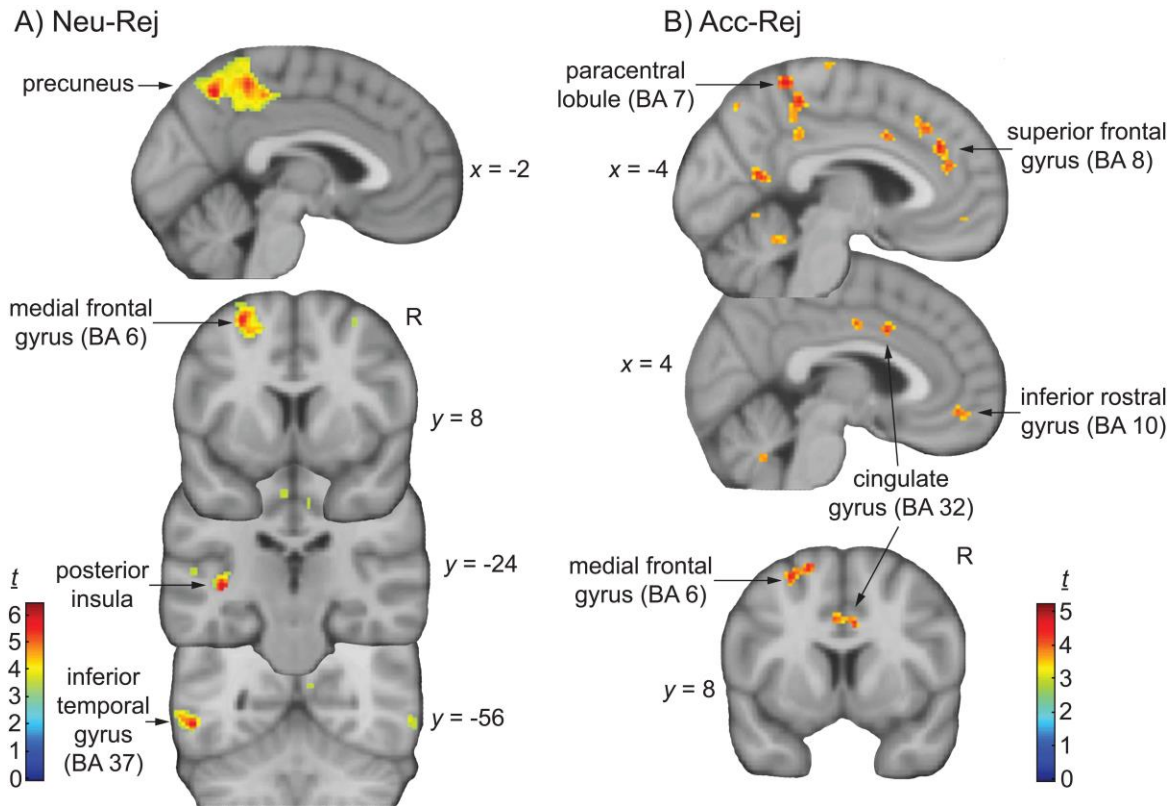 A) Neu-Rej
precuneus
x = -2
medial frontal
gyrus (BA 6)
R
y = 8
posterior
insula
y = -24
inferior
temporal
gyrus
(BA 37)
y = -56
t
6
5
4
3
2
1
0
B) Acc-Rej
paracentral
lobule (BA 7)
superior frontal
gyrus (BA 8)
x = -4
x = 4
inferior rostral
gyrus (BA 10)
cingulate
gyrus (BA 32)
medial frontal
gyrus (BA 6)
R
y = 8
t
5
4
3
2
1
0